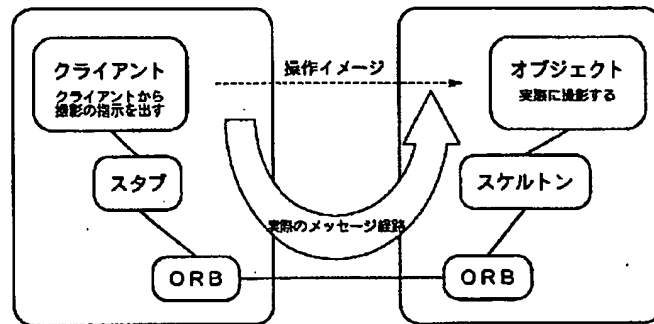 クライアント
クライアントから
撮影の指示を出す
操作イメージ
オブジェクト
実際に撮影する
スタブ
スケルトン
実際のメッセージ経路
ORB
ORB